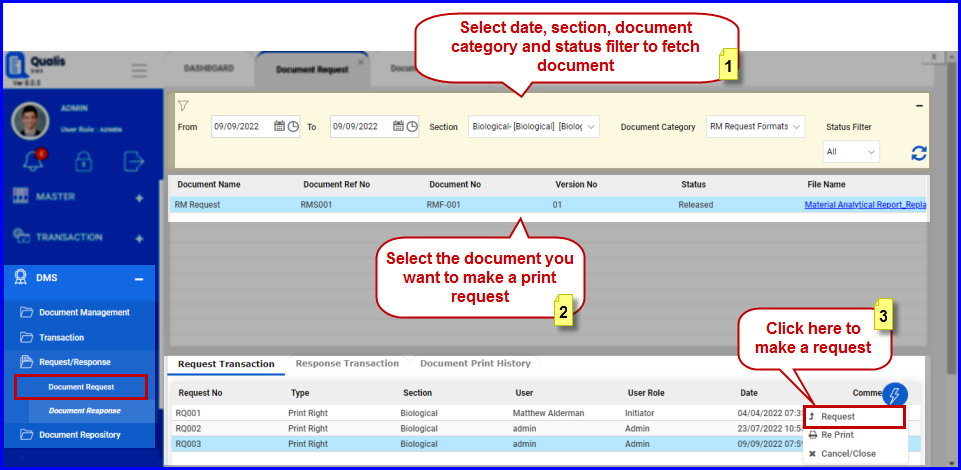 Select date, section, document
category and status filter to fetch
document
1
Qualis
DMS
Ver 8.0.3
DASHBOARD
Document Request
x
ADMIN
User Role : ADMIN
From 09/09/2022 To 09/09/2022 Section Biological- [Biological] [Biolog Document Category RM Request Formats Status Filter
All
MASTER
TRANSACTION
DMS
Document Management
Transaction
Request/Response
Document Request
Document Response
Document Repository
Document Name Document Ref No Document No Version No Status File Name
RM Request RMS001 RMF-001 01 Released Material Analytical Report_Repla
Select the document you
want to make a print
request
2
Click here to
make a request
3
Request Transaction Response Transaction Document Print History
Request No Type Section User User Role Date Comme
RQ001 Print Right Biological Matthew Alderman Initiator 04/04/2022 07:3
RQ002 Print Right Biological admin Admin 23/07/2022 10:5
RQ003 Print Right Biological admin Admin 09/09/2022 07:5
Request
Re Print
Cancel/Close